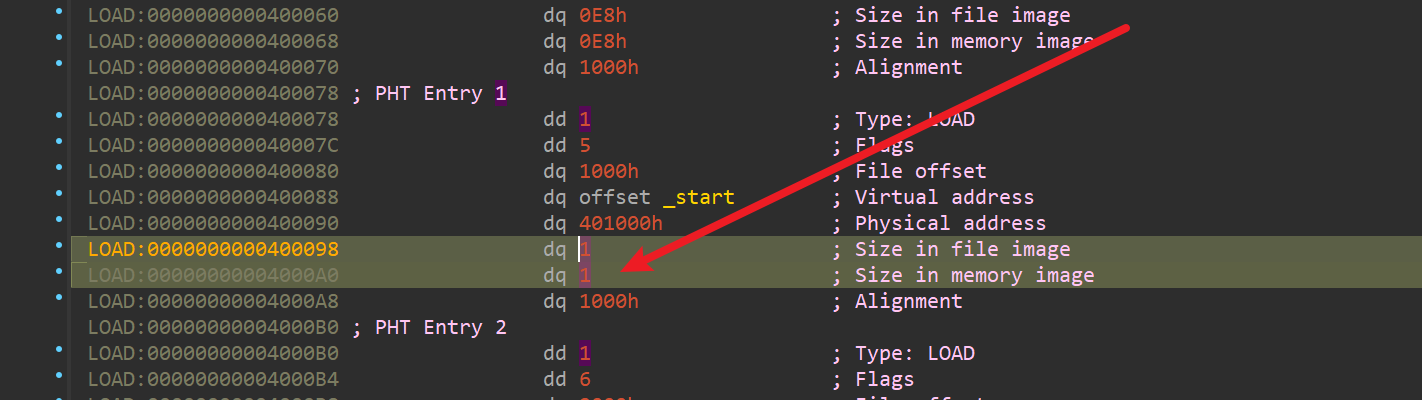 LOAD:0000000000400060 dq 0E8h ; Size in file image
LOAD:0000000000400068 dq 0E8h ; Size in memory image
LOAD:0000000000400070 dq 1000h ; Alignment
LOAD:0000000000400078 ; PHT Entry 1
LOAD:0000000000400078 dd 1 ; Type: LOAD
LOAD:000000000040007C dd 5 ; Flags
LOAD:0000000000400080 dq 1000h ; File offset
LOAD:0000000000400088 dq offset _start ; Virtual address
LOAD:0000000000400090 dq 401000h ; Physical address
LOAD:0000000000400098 dq 1 ; Size in file image
LOAD:00000000004000A0 dq 1 ; Size in memory image
LOAD:00000000004000A8 dq 1000h ; Alignment
LOAD:00000000004000B0 ; PHT Entry 2
LOAD:00000000004000B0 dd 1 ; Type: LOAD
LOAD:00000000004000B4 dd 6 ; Flags